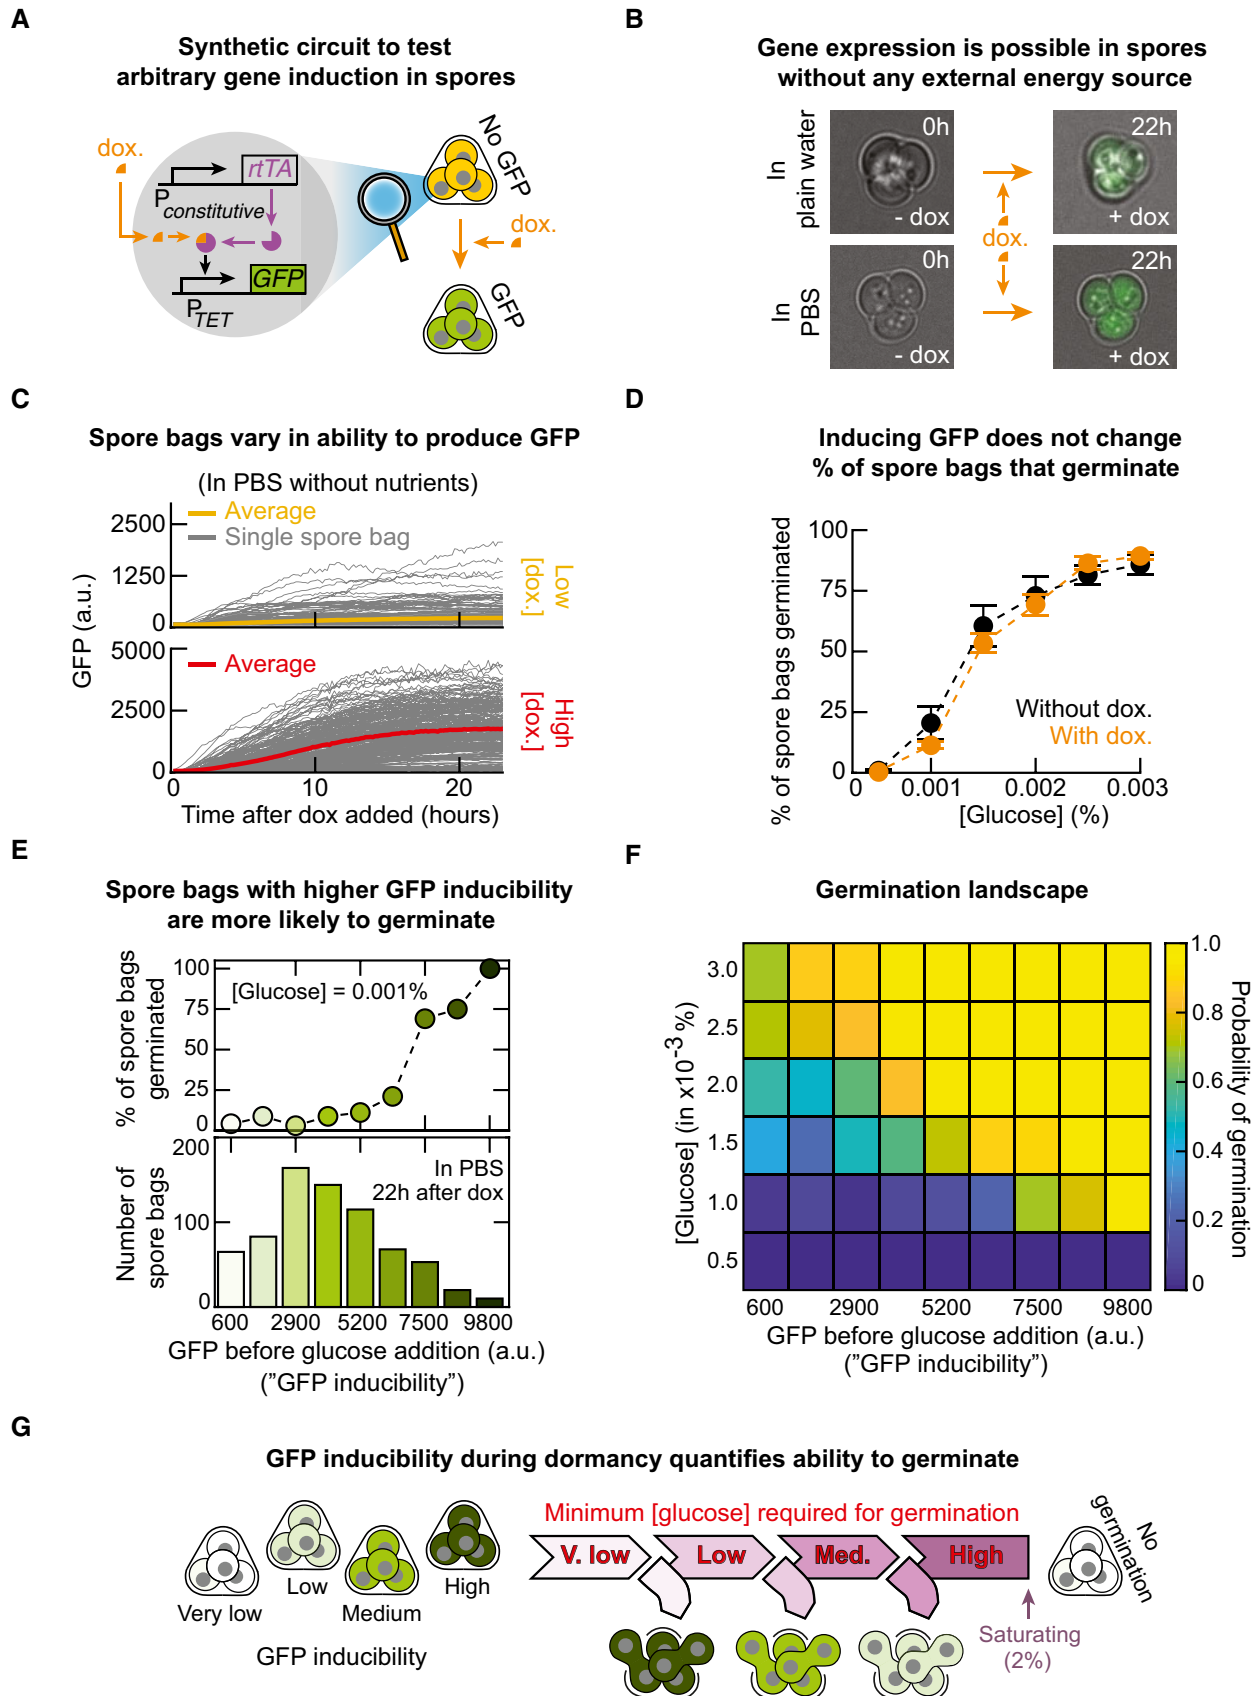 A
Synthetic circuit to test
arbitrary gene induction in spores
dox.
rtTA
Pconstitutive
GFP
PTET
No GFP
dox.
GFP
B
Gene expression is possible in spores
without any external energy source
In
plain water
0h
- dox
22h
+ dox
dox.
In
PBS
0h
- dox
22h
+ dox
C
Spore bags vary in ability to produce GFP
(In PBS without nutrients)
Average
Single spore bag
2500
1250
0
Low
[dox.]
GFP (a.u.)
5000
Average
2500
0
High
[dox.]
0 10 20
Time after dox added (hours)
D
Inducing GFP does not change
% of spore bags that germinate
% of spore bags germinated
100
75
50
25
0
Without dox.
With dox.
0 0.001 0.002 0.003
[Glucose] (%)
E
Spore bags with higher GFP inducibility
are more likely to germinate
% of spore bags
germinated
100
75
50
25
0
[Glucose] = 0.001%
Number of
spore bags
200
100
0
In PBS
22h after dox
600 2900 5200 7500 9800
GFP before glucose addition (a.u.)
("GFP inducibility")
F
Germination landscape
[Glucose] (in x10-3 %)
3.0
2.5
2.0
1.5
1.0
0.5
600 2900 5200 7500 9800
GFP before glucose addition (a.u.)
("GFP inducibility")
1.0
0.8
0.6
0.4
0.2
0
Probability of germination
G
GFP inducibility during dormancy quantifies ability to germinate
Very low
Low
Medium
High
GFP inducibility
Minimum [glucose] required for germination
V. low
Low
Med.
High
Saturating
(2%)
No
germination